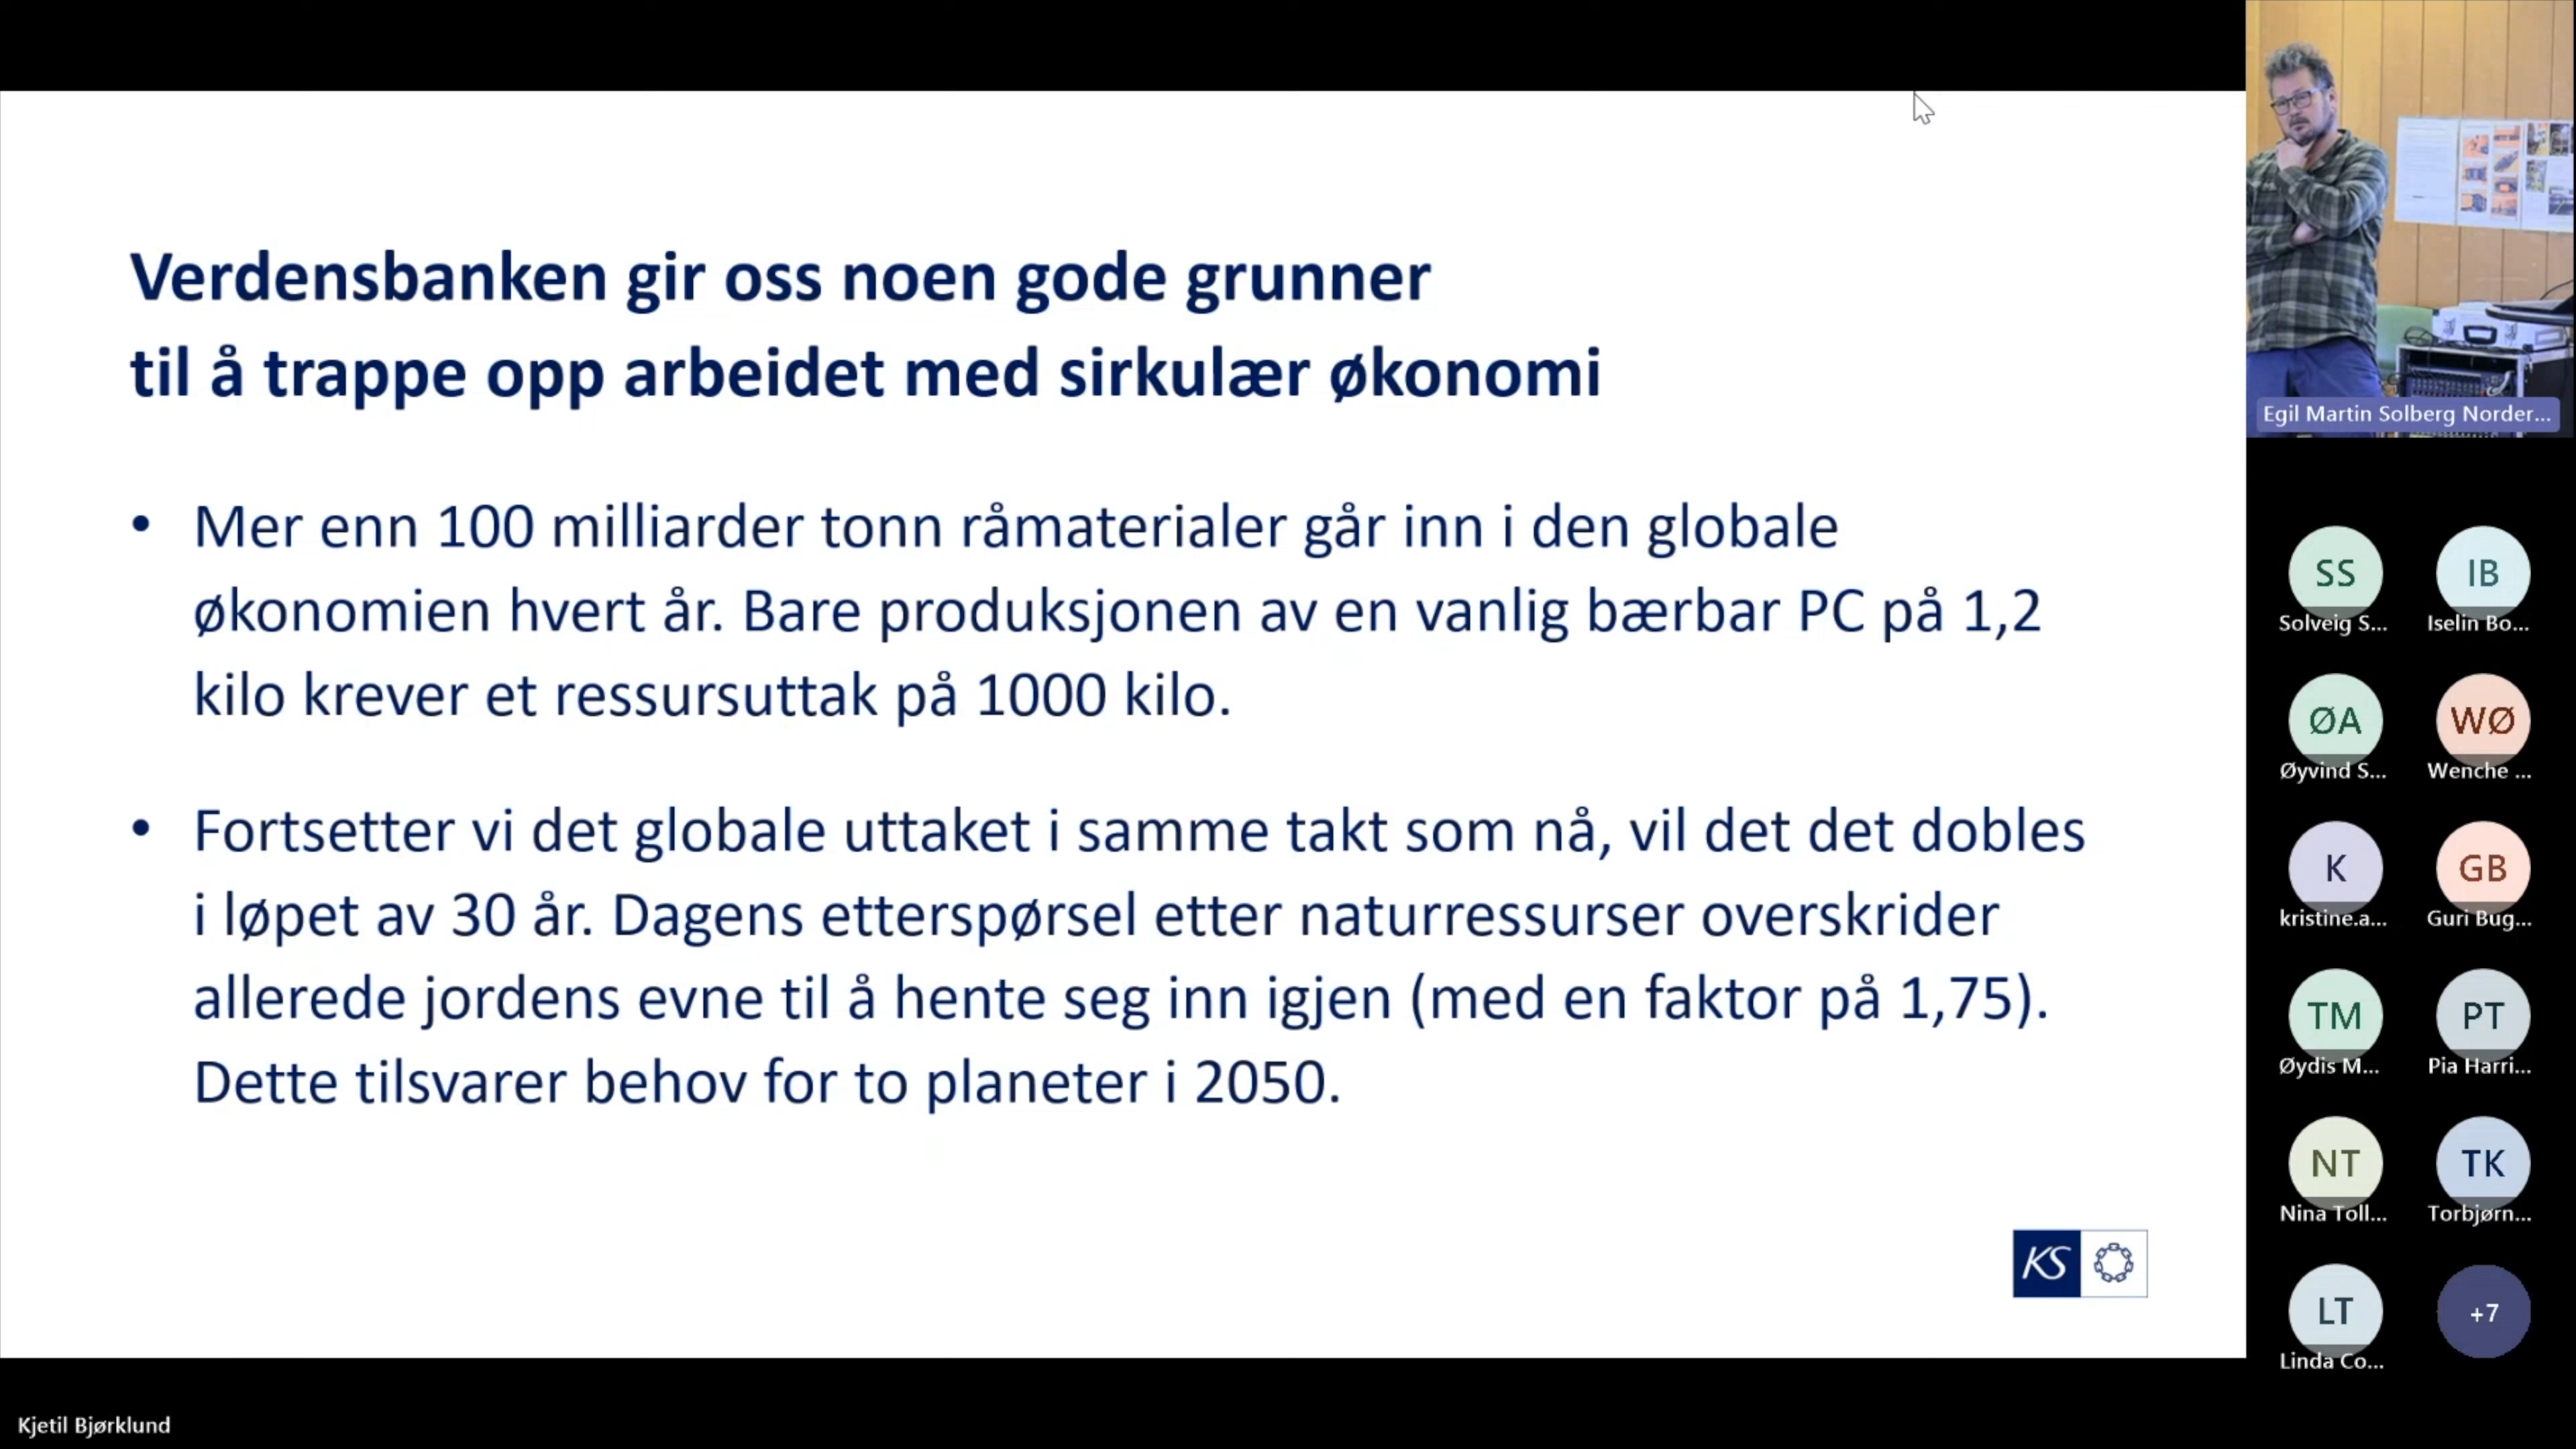 Verdensbanken gir oss noen gode grunner
til å trappe opp arbeidet med sirkulær økonomi
• Mer enn 100 milliarder tonn råmaterialer går inn i den globale
økonomien hvert år. Bare produksjonen av en vanlig bærbar PC på 1,2
kilo krever et ressursuttak på 1000 kilo.
• Fortsetter vi det globale uttaket i samme takt som nå, vil det det dobles
i løpet av 30 år. Dagens etterspørsel etter naturressurser overskrider
allerede jordens evne til å hente seg inn igjen (med en faktor på 1,75).
Dette tilsvarer behov for to planeter i 2050.
KS
Kjetil Bjørklund
Egil Martin Solberg Norder...
SS
Solveig S...
IB
Iselin Bo...
ØA
Øyvind S...
WØ
Wenche ...
K
kristine.a...
GB
Guri Bug...
TM
Øydis M...
PT
Pia Harri...
NT
Nina Toll...
TK
Torbjørn...
LT
Linda Co...
+7